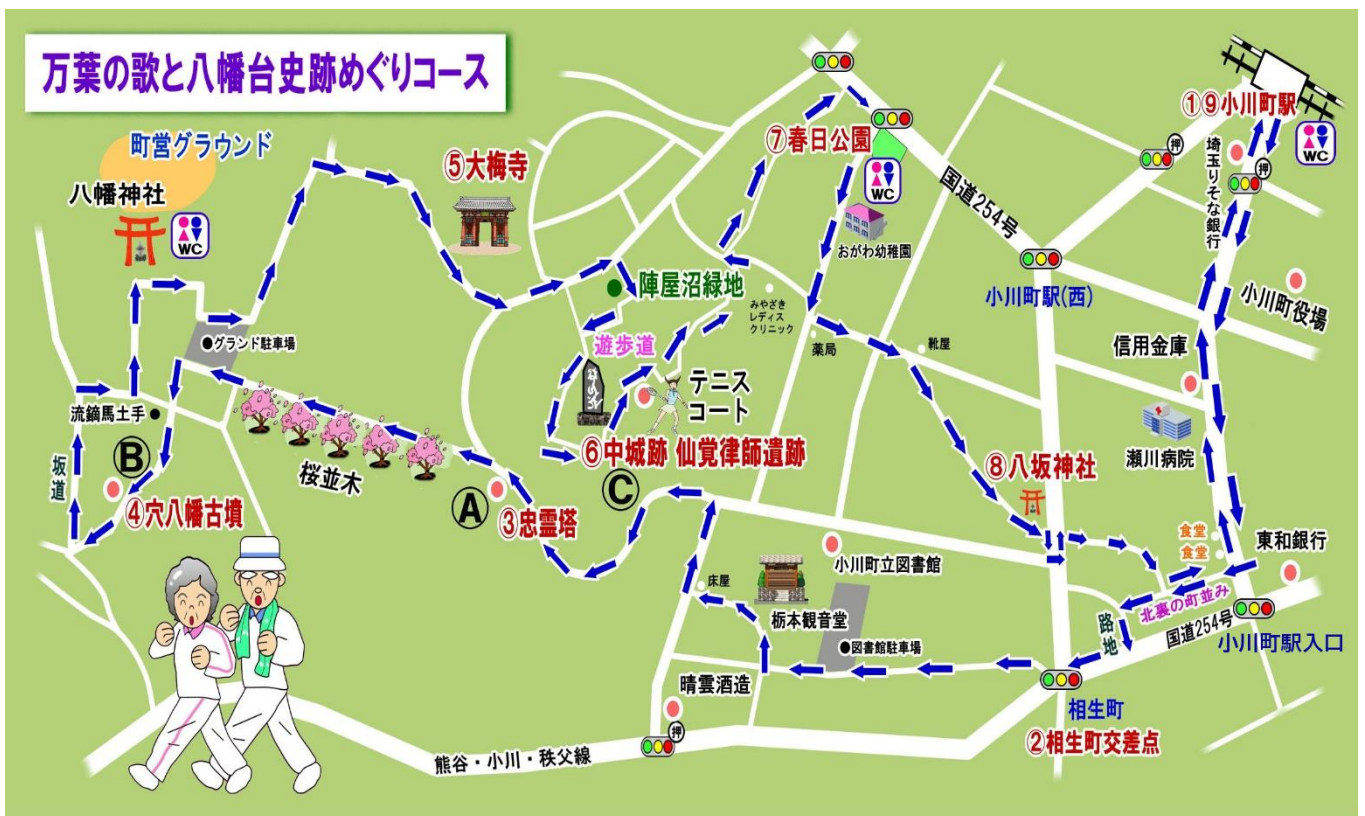 万葉の歌と八幡台史跡めぐりコース
町営グラウンド
八幡神社
WC
⑤大梅寺
⑦春日公園
WC
おがわ幼稚園
国道254号
①⑨小川町駅
WC
押
押
埼玉りそな銀行
小川町役場
小川町駅(西)
陣屋沼緑地
みやざき
レディス
クリニック
遊歩道
テニス
コート
薬局
靴屋
信用金庫
瀬川病院
●グランド駐車場
流鏑馬土手●
坂道
Ⓑ
④穴八幡古墳
桜並木
Ⓐ
③忠霊塔
⑥中城跡 仙覚律師遺跡
Ⓒ
⑧八坂神社
食堂
食堂
東和銀行
北裏の町並み
路地
国道254号
小川町駅入口
小川町立図書館
床屋
栃本観音堂
●図書館駐車場
晴雲酒造
押
相生町
②相生町交差点
熊谷・小川・秩父線